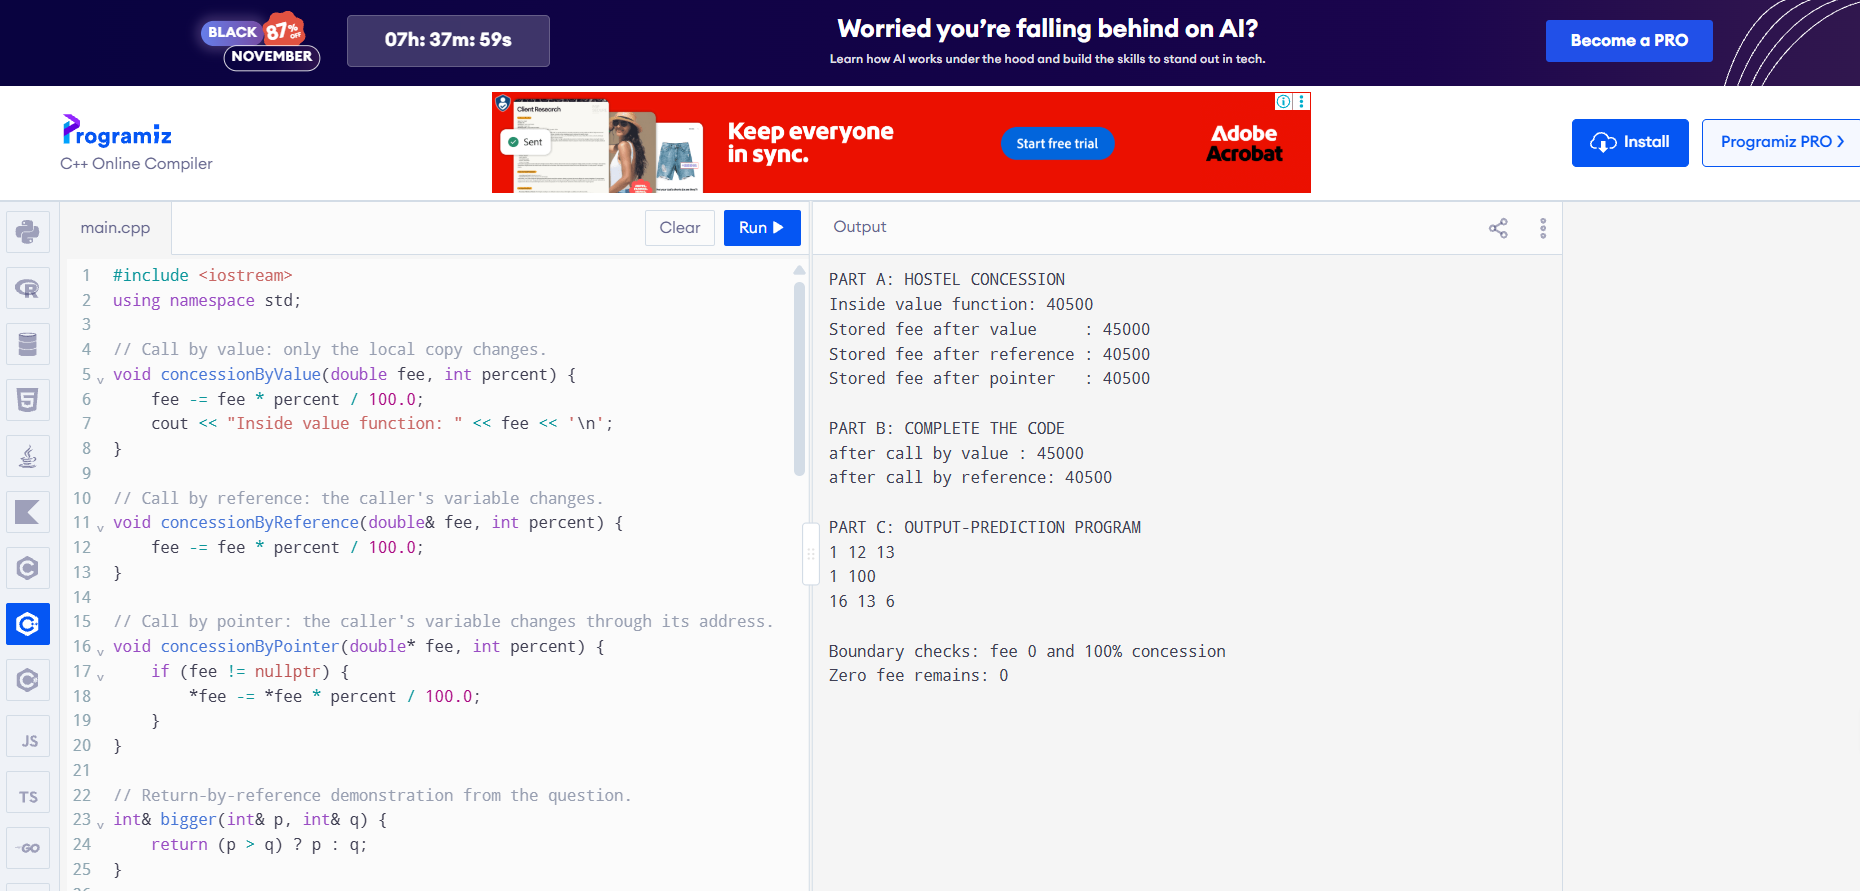 BLACK 87% OFF
NOVEMBER
07h: 37m: 59s
Worried you’re falling behind on AI?
Learn how AI works under the hood and build the skills to stand out in tech.
Become a PRO
Programiz
C++ Online Compiler
Client Research
Sent
Keep everyone
in sync.
Start free trial
Adobe
Acrobat
Install
Programiz PRO >
main.cpp
Clear
Run
Output
1 #include <iostream>
2 using namespace std;
3
4 // Call by value: only the local copy changes.
5 void concessionByValue(double fee, int percent) {
6     fee -= fee * percent / 100.0;
7     cout << "Inside value function: " << fee << '\n';
8 }
9
10 // Call by reference: the caller's variable changes.
11 void concessionByReference(double& fee, int percent) {
12     fee -= fee * percent / 100.0;
13 }
14
15 // Call by pointer: the caller's variable changes through its address.
16 void concessionByPointer(double* fee, int percent) {
17     if (fee != nullptr) {
18         *fee -= *fee * percent / 100.0;
19     }
20 }
21
22 // Return-by-reference demonstration from the question.
23 int& bigger(int& p, int& q) {
24     return (p > q) ? p : q;
25 }
PART A: HOSTEL CONCESSION
Inside value function: 40500
Stored fee after value     : 45000
Stored fee after reference : 40500
Stored fee after pointer   : 40500
PART B: COMPLETE THE CODE
after call by value : 45000
after call by reference: 40500
PART C: OUTPUT-PREDICTION PROGRAM
1 12 13
1 100
16 13 6
Boundary checks: fee 0 and 100% concession
Zero fee remains: 0
JS
TS
GO